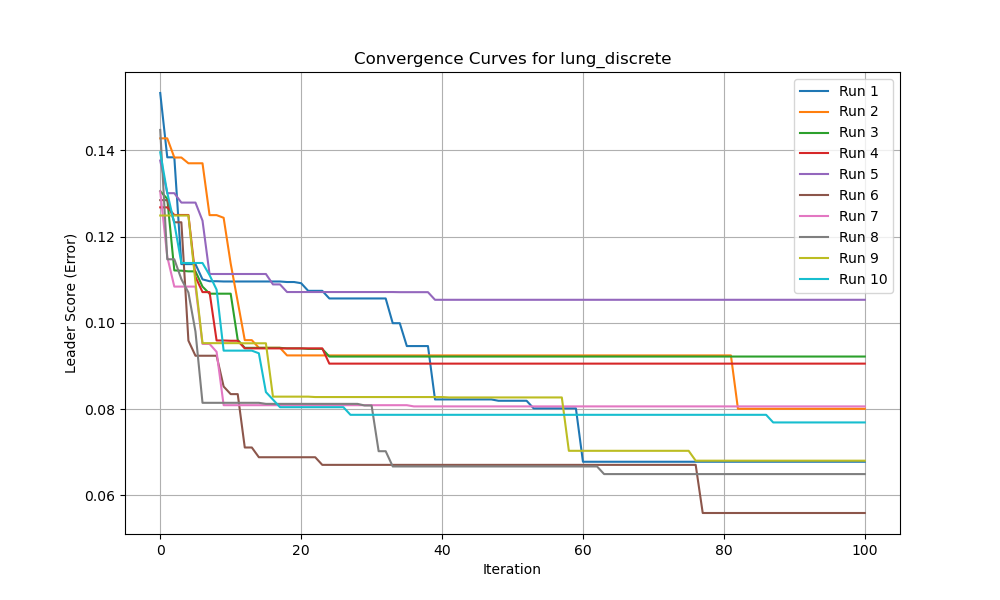 Convergence Curves for lung_discrete
Leader Score (Error)
0.14
0.12
0.10
0.08
0.06
0
20
40
60
80
100
Iteration
Run 1
Run 2
Run 3
Run 4
Run 5
Run 6
Run 7
Run 8
Run 9
Run 10